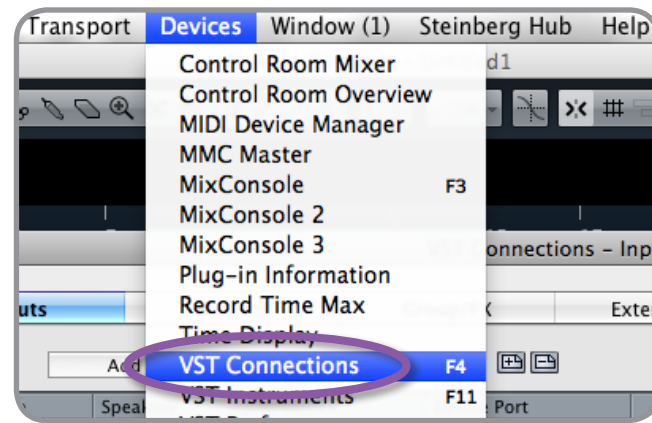 Transport Devices Window (1) Steinberg Hub Help
Control Room Mixer d1
Control Room Overview
MIDI Device Manager
MMC Master
MixConsole F3
MixConsole 2
MixConsole 3 onnections – Inp
Plug-in Information
uts Record Time Max Exte
Time Display
Add VST Connections F4
Speak VST Instruments F11 Port